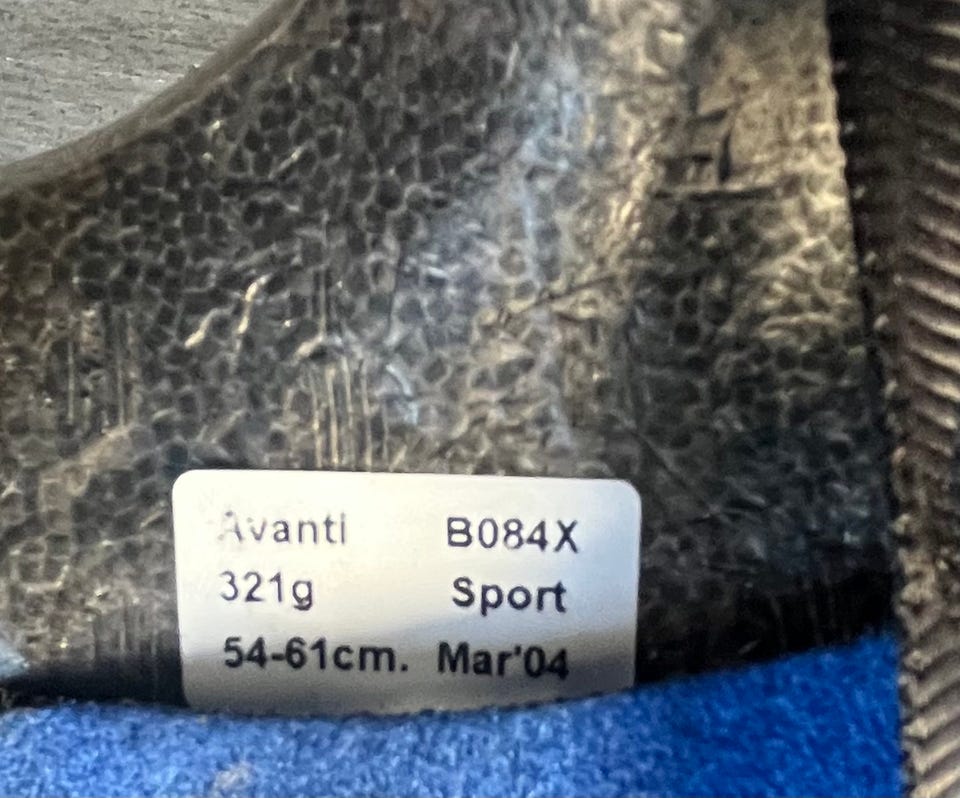 Avanti B084X
321g Sport
54-61cm. Mar'04